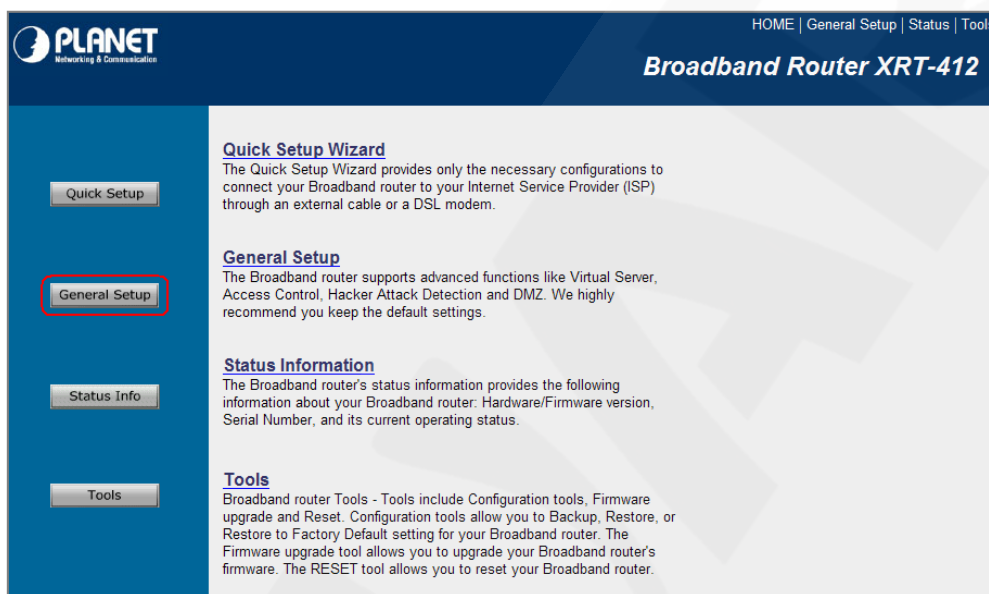 PLANET
Networking & Communication
HOME | General Setup | Status | Tools
Broadband Router XRT-412
Quick Setup
General Setup
Status Info
Tools
Quick Setup Wizard
The Quick Setup Wizard provides only the necessary configurations to
connect your Broadband router to your Internet Service Provider (ISP)
through an external cable or a DSL modem.
General Setup
The Broadband router supports advanced functions like Virtual Server,
Access Control, Hacker Attack Detection and DMZ. We highly
recommend you keep the default settings.
Status Information
The Broadband router's status information provides the following
information about your Broadband router: Hardware/Firmware version,
Serial Number, and its current operating status.
Tools
Broadband router Tools - Tools include Configuration tools, Firmware
upgrade and Reset. Configuration tools allow you to Backup, Restore, or
Restore to Factory Default setting for your Broadband router. The
Firmware upgrade tool allows you to upgrade your Broadband router's
firmware. The RESET tool allows you to reset your Broadband router.